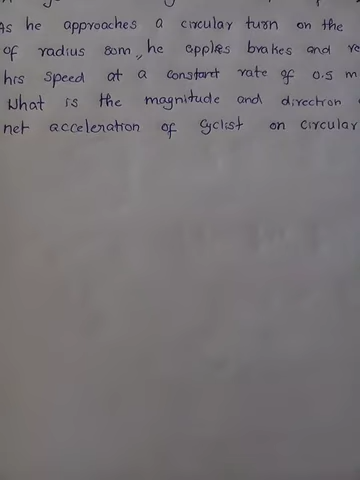 As he approaches a circular turn on the
of radius 80m, he applies brakes and re
his speed at a constant rate of 0.5 m
What is the magnitude and direction
net acceleration of cyclist on circular